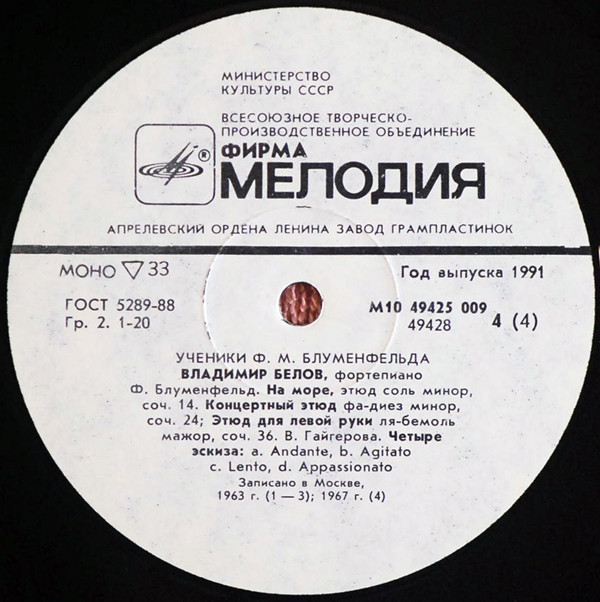 МИНИСТЕРСТВО
КУЛЬТУРЫ СССР
ВСЕСОЮЗНОЕ ТВОРЧЕСКО-
ПРОИЗВОДСТВЕННОЕ ОБЪЕДИНЕНИЕ
ФИРМА
®
МЕЛОДИЯ
АПРЕЛЕВСКИЙ ОРДЕНА ЛЕНИНА ЗАВОД ГРАМПЛАСТИНОК
МОНО ▽ 33
Год выпуска 1991
ГОСТ 5289-88
М10 49425 009
Гр. 2. 1-20
49428 4 (4)
УЧЕНИКИ Ф. М. БЛУМЕНФЕЛЬДА
ВЛАДИМИР БЕЛОВ, фортепиано
Ф. Блуменфельд. На море, этюд соль минор,
соч. 14. Концертный этюд фа-диез минор,
соч. 24; Этюд для левой руки ля-бемоль
мажор, соч. 36. В. Гайгерова. Четыре
эскиза: a. Andante, b. Agitato
c. Lento, d. Appassionato
Записано в Москве,
1963 г. (1 — 3); 1967 г. (4)